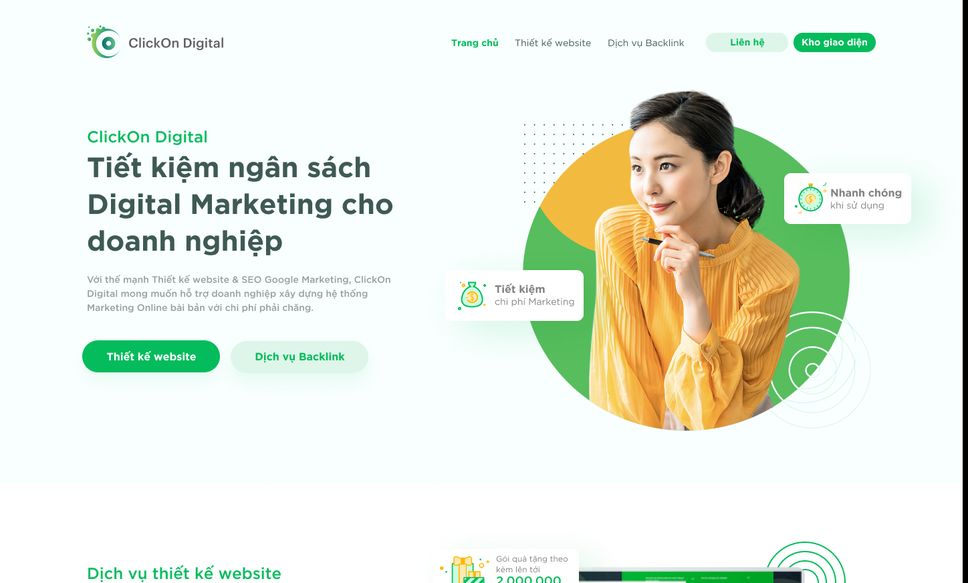 ClickOn Digital
Trang chủ
Thiết kế website
Dịch vụ Backlink
Liên hệ
Kho giao diện
ClickOn Digital
Tiết kiệm ngân sách
Digital Marketing cho
doanh nghiệp
Với thế mạnh Thiết kế website & SEO Google Marketing, ClickOn
Digital mong muốn hỗ trợ doanh nghiệp xây dựng hệ thống
Marketing Online bài bản với chi phí phải chăng.
Thiết kế website
Dịch vụ Backlink
Nhanh chóng
khi sử dụng
Tiết kiệm
chi phí Marketing
Dịch vụ thiết kế website
Gói quà tặng theo
kèm lên tới
2.000.000